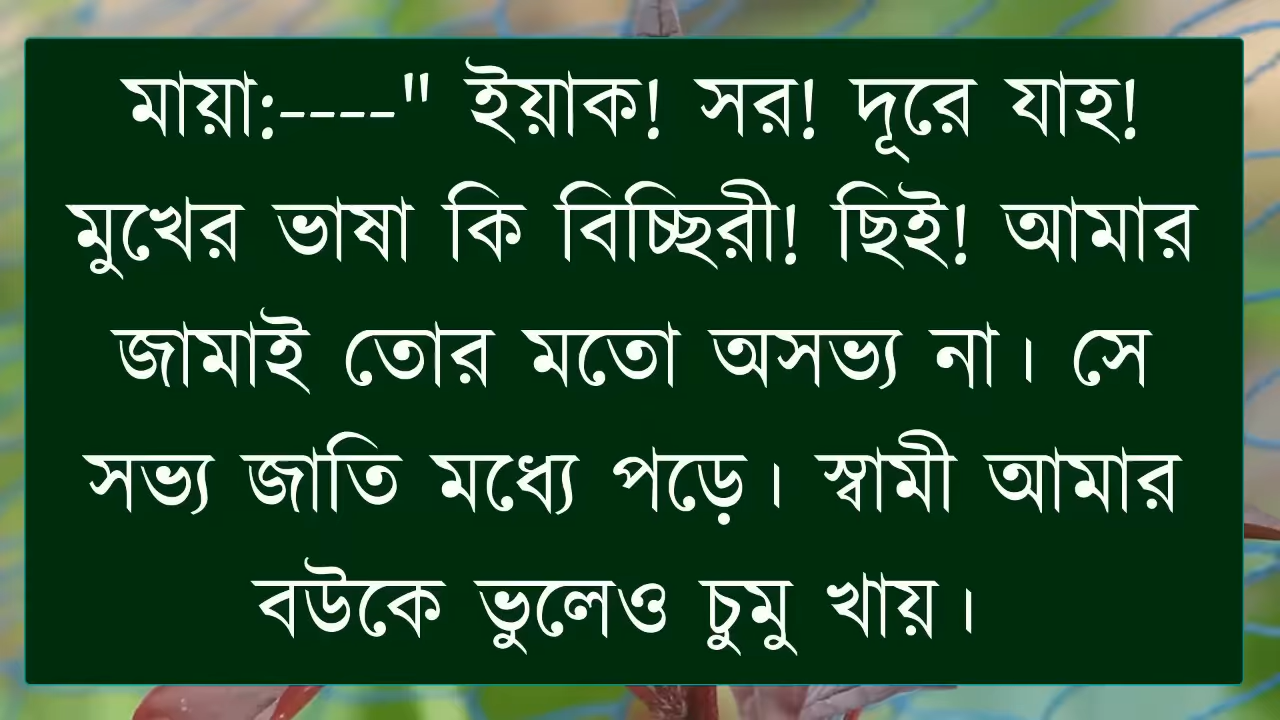 মায়া:----" ইয়াক! সর! দূরে যাহ!
মুখের ভাষা কি বিচ্ছিরী! ছিই! আমার
জামাই তোর মতো অসভ্য না। সে
সভ্য জাতি মধ্যে পড়ে। স্বামী আমার
বউকে ভুলেও চুমু খায়।